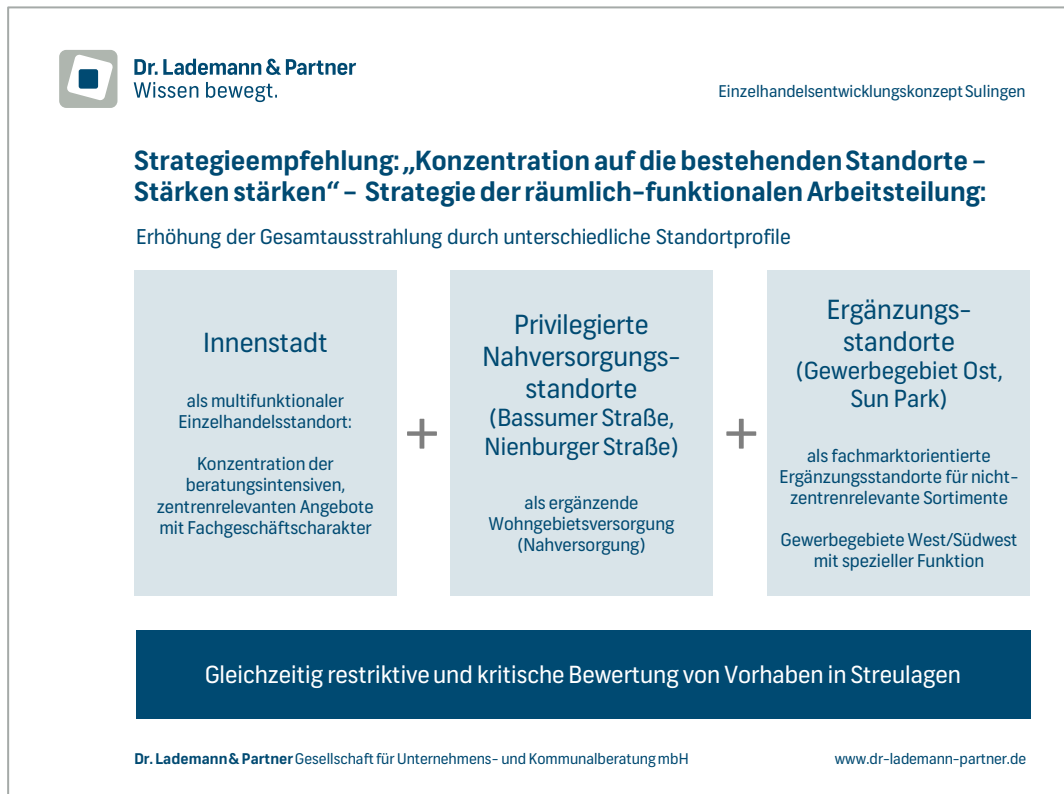 Dr. Lademann & Partner
Wissen bewegt.
Einzelhandelsentwicklungskonzept Sulingen
Strategieempfehlung: „Konzentration auf die bestehenden Standorte –
Stärken stärken“ – Strategie der räumlich-funktionalen Arbeitsteilung:
Erhöhung der Gesamtausstrahlung durch unterschiedliche Standortprofile
Innenstadt
als multifunktionaler
Einzelhandelsstandort:
Konzentration der
beratungsintensiven,
zentrenrelevanten Angebote
mit Fachgeschäftscharakter
+
Privilegierte
Nahversorgungs-
standorte
(Bassumer Straße,
Nienburger Straße)
als ergänzende
Wohngebietsversorgung
(Nahversorgung)
+
Ergänzungs-
standorte
(Gewerbegebiet Ost,
Sun Park)
als fachmarktorientierte
Ergänzungsstandorte für nicht-
zentrenrelevante Sortimente
Gewerbegebiete West/Südwest
mit spezieller Funktion
Gleichzeitig restriktive und kritische Bewertung von Vorhaben in Streulagen
Dr. Lademann & Partner Gesellschaft für Unternehmens- und Kommunalberatung mbH
www.dr-lademann-partner.de